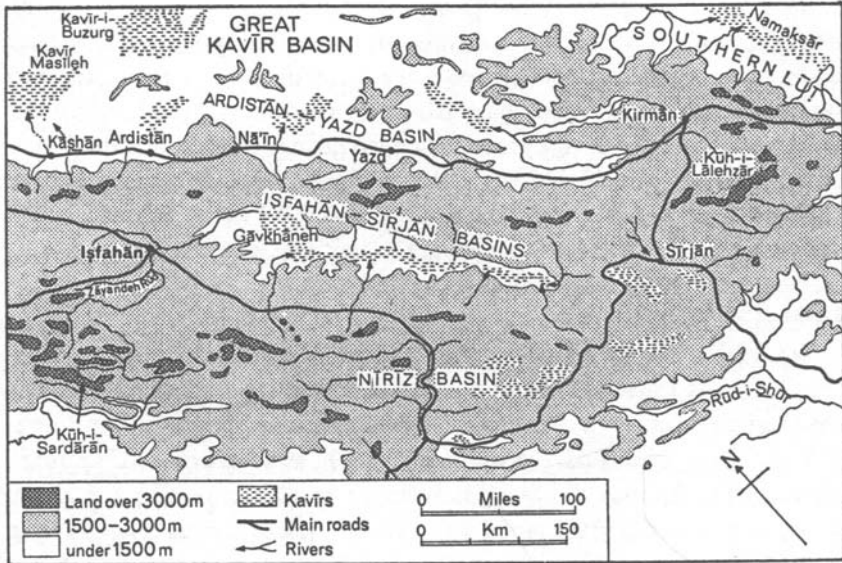 Kavīr-i-
Buzurg
GREAT
KAVĪR BASIN
Namaksār
SOUTHERN LŪT
Kavīr
Masīleh
ARDISTĀN - YAZD BASIN
Kirmān
Kāshān
Ardistān
Nā'īn
Yazd
Kūh-i-
Lālehzār
IṢFAHĀN-SĪRJĀN BASINS
Gāvkhāneh
Iṣfahān
Sīrjān
Zāyandeh Rūd
NĪRĪZ BASIN
Rūd-i-Shūr
Kūh-i-
Sardārān
N
Land over 3000m
1500-3000m
under 1500m
Kavīrs
Main roads
Rivers
0 Miles 100
0 Km 150